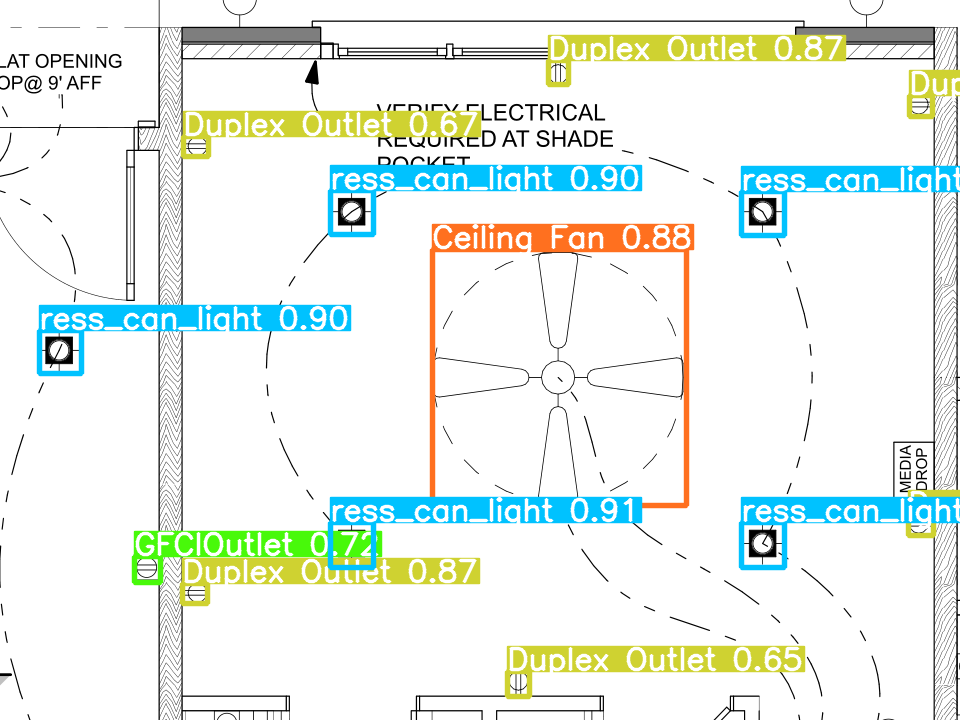 Duplex Outlet 0.87
LAT OPENING
OP@ 9' AFF
Dup
VERIFY ELECTRICAL
Duplex Outlet 0.67
REQUIRED AT SHADE
POCKET
ress_can_light 0.90
ress_can_light
Ceiling Fan 0.88
ress_can_light 0.90
MEDIA
DROP
ress_can_light 0.91
ress_can_light
GFCIOutlet 0.72
Duplex Outlet 0.87
Duplex Outlet 0.65